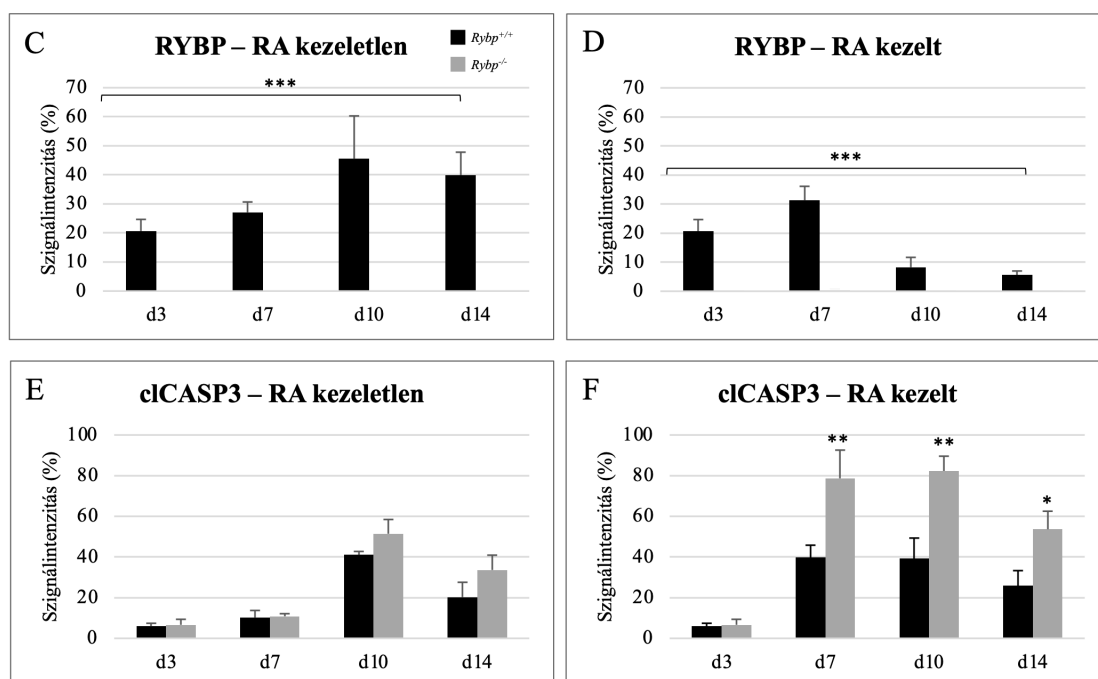 C
RYBP – RA kezeletlen
Rybp+/+
Rybp-/-
***
Szignálintenzitás (%)
70
60
50
40
30
20
10
0
d3 d7 d10 d14
D
RYBP – RA kezelt
***
Szignálintenzitás (%)
70
60
50
40
30
20
10
0
d3 d7 d10 d14
E
clCASP3 – RA kezeletlen
Szignálintenzitás (%)
100
80
60
40
20
0
d3 d7 d10 d14
F
clCASP3 – RA kezelt
** ** *
Szignálintenzitás (%)
100
80
60
40
20
0
d3 d7 d10 d14